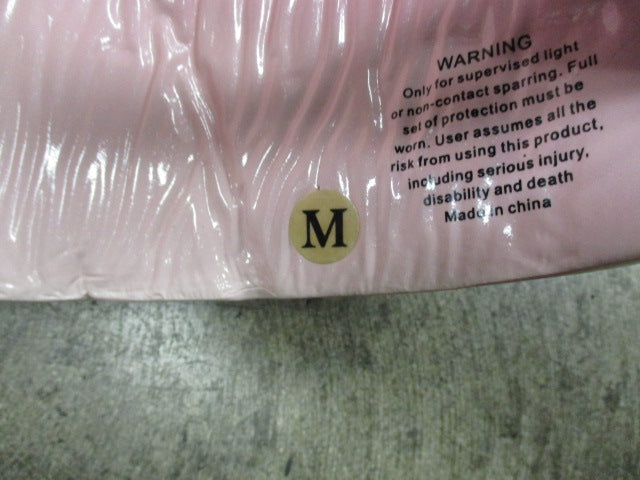 WARNING
Only for supervised light
or non-contact sparring. Full
set of protection must be
worn. User assumes all the
risk from using this product,
including serious injury,
disability and death
Made in china
M